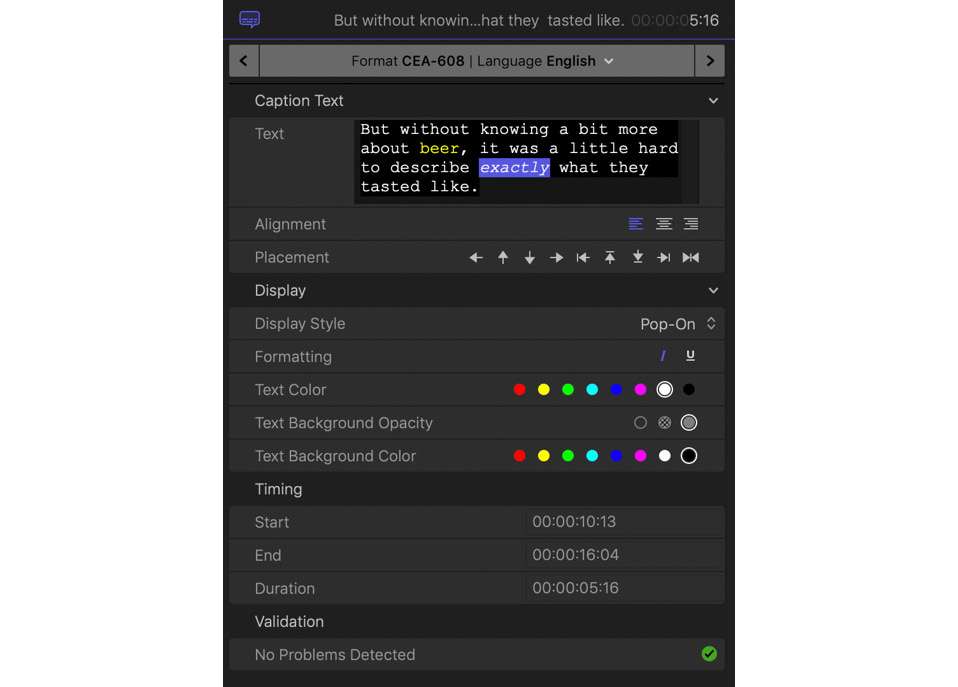 But without knowin...hat they  tasted like. 00:00:05:16
Format CEA-608 | Language English
Caption Text
Text
But without knowing a bit more
about beer, it was a little hard
to describe exactly what they
tasted like.
Alignment
Placement
Display
Display Style Pop-On
Formatting I U
Text Color
Text Background Opacity
Text Background Color
Timing
Start 00:00:10:13
End 00:00:16:04
Duration 00:00:05:16
Validation
No Problems Detected